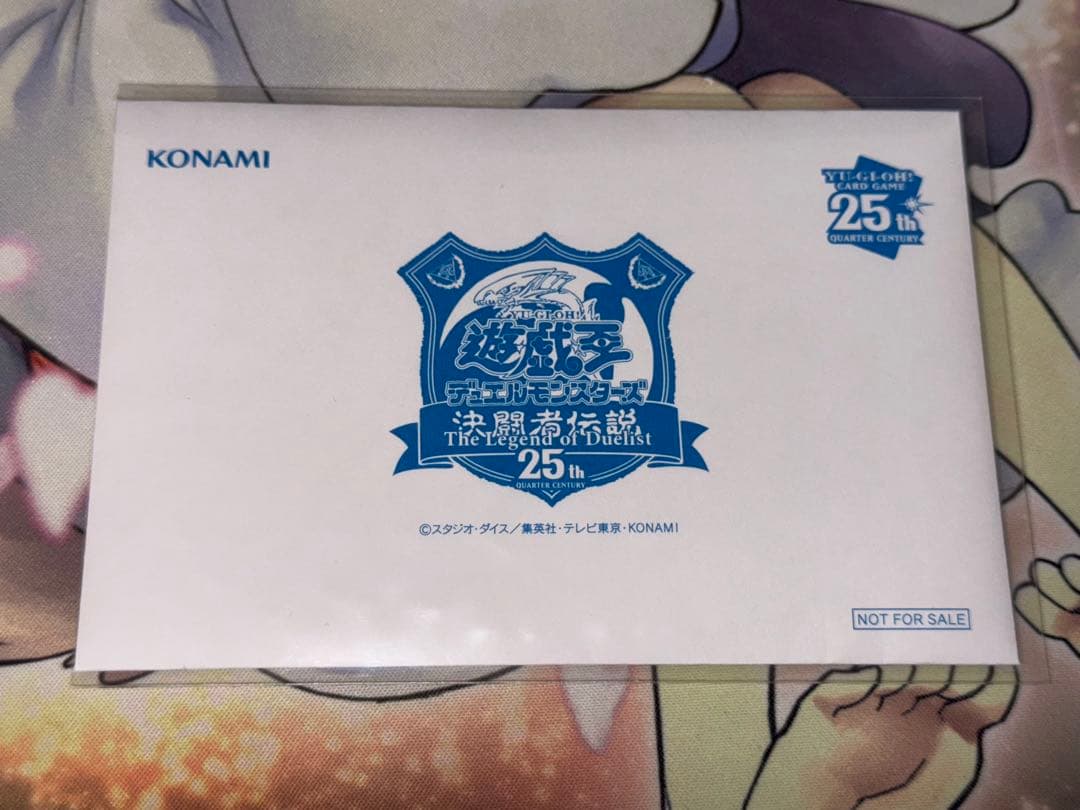 KONAMI
YU-GI-OH!
CARD GAME
25th
QUARTER CENTURY
YU-GI-OH!
遊☆戯☆王
デュエルモンスターズ
決闘者伝説
The Legend of Duelist
25th
QUARTER CENTURY
©スタジオ・ダイス／集英社・テレビ東京・KONAMI
NOT FOR SALE